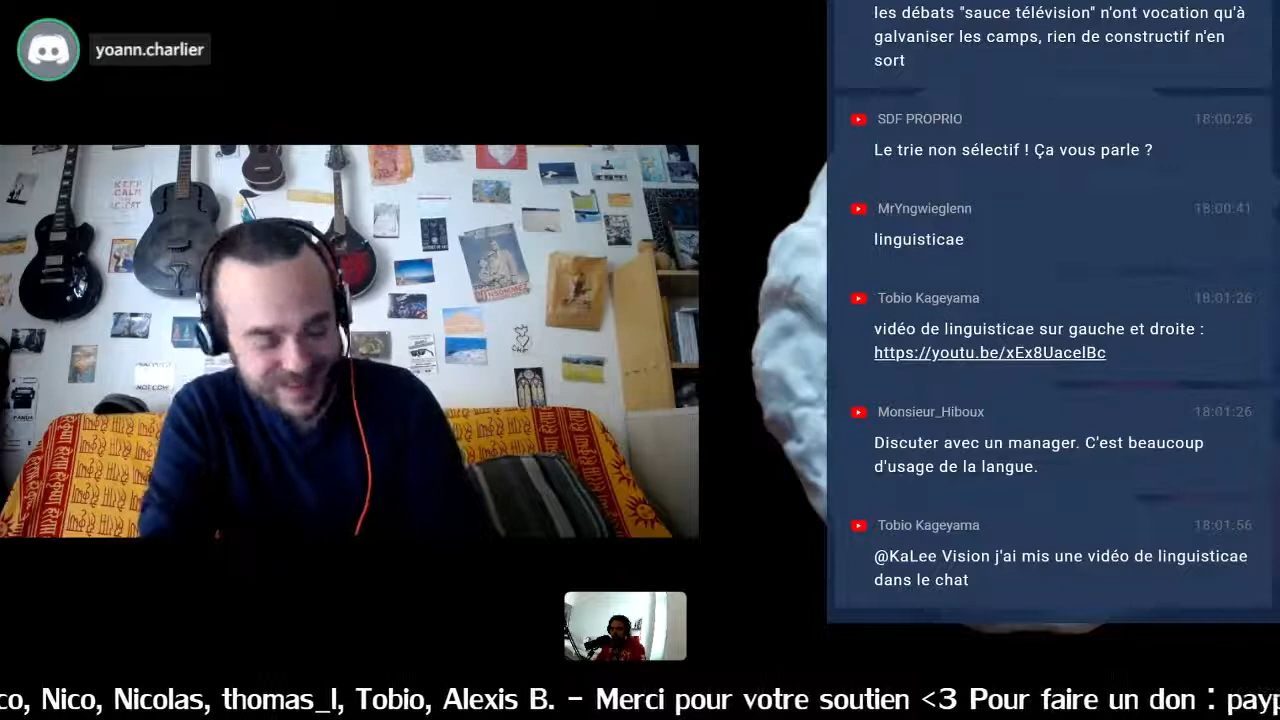 yoann.charlier
les débats "sauce télévision" n'ont vocation qu'à
galvaniser les camps, rien de constructif n'en
sort
SDF PROPRIO 18:00:26
Le trie non sélectif ! Ça vous parle ?
MrYngwieglenn 18:00:41
linguisticae
Tobio Kageyama 18:01:26
vidéo de linguisticae sur gauche et droite :
https://youtu.be/xEx8UacelBc
Monsieur_Hiboux 18:01:26
Discuter avec un manager. C'est beaucoup
d'usage de la langue.
Tobio Kageyama 18:01:56
@KaLee Vision j'ai mis une vidéo de linguisticae
dans le chat
KEEP
CALM
co, Nico, Nicolas, thomas_l, Tobio, Alexis B. - Merci pour votre soutien <3 Pour faire un don : payp